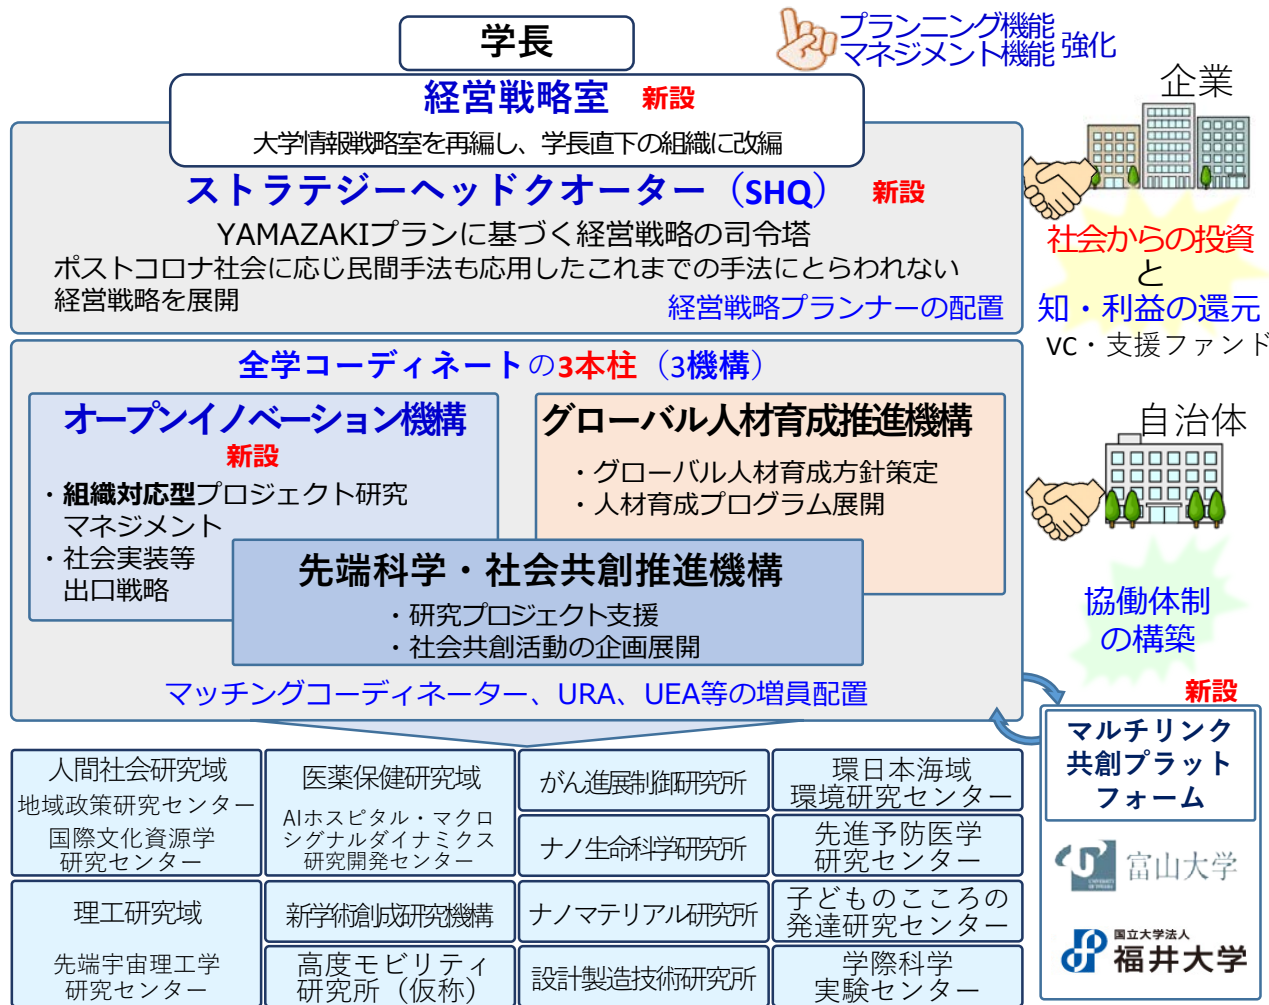 学長
プランニング機能
マネジメント機能
強化
経営戦略室 新設
大学情報戦略室を再編し、学長直下の組織に改編
ストラテジーヘッドクオーター（SHQ） 新設
YAMAZAKIプランに基づく経営戦略の司令塔
ポストコロナ社会に応じ民間手法も応用したこれまでの手法にとらわれない
経営戦略を展開
経営戦略プランナーの配置
企業
社会からの投資
と
知・利益の還元
VC・支援ファンド
全学コーディネートの3本柱（3機構）
オープンイノベーション機構
新設
・組織対応型プロジェクト研究
マネジメント
・社会実装等
出口戦略
グローバル人材育成推進機構
・グローバル人材育成方針策定
・人材育成プログラム展開
先端科学・社会共創推進機構
・研究プロジェクト支援
・社会共創活動の企画展開
マッチングコーディネーター、URA、UEA等の増員配置
自治体
協働体制
の構築
新設
マルチリンク
共創プラット
フォーム
富山大学
国立大学法人
福井大学
人間社会研究域
地域政策研究センター
国際文化資源学
研究センター
医薬保健研究域
AIホスピタル・マクロ
シグナルダイナミクス
研究開発センター
がん進展制御研究所
ナノ生命科学研究所
環日本海域
環境研究センター
先進予防医学
研究センター
理工研究域
先端宇宙理工学
研究センター
新学術創成研究機構
高度モビリティ
研究所（仮称）
ナノマテリアル研究所
設計製造技術研究所
子どものこころの
発達研究センター
学際科学
実験センター